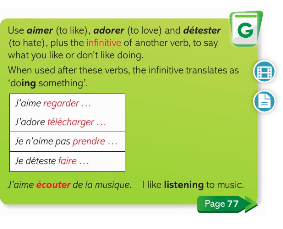 G
Use aimer (to like), adorer (to love) and détester
(to hate), plus the infinitive of another verb, to say
what you like or don't like doing.
When used after these verbs, the infinitive translates as
'doing something'.
J'aime regarder …
J'adore télécharger …
Je n'aime pas prendre …
Je déteste faire …
J'aime écouter de la musique. I like listening to music.
Page 77